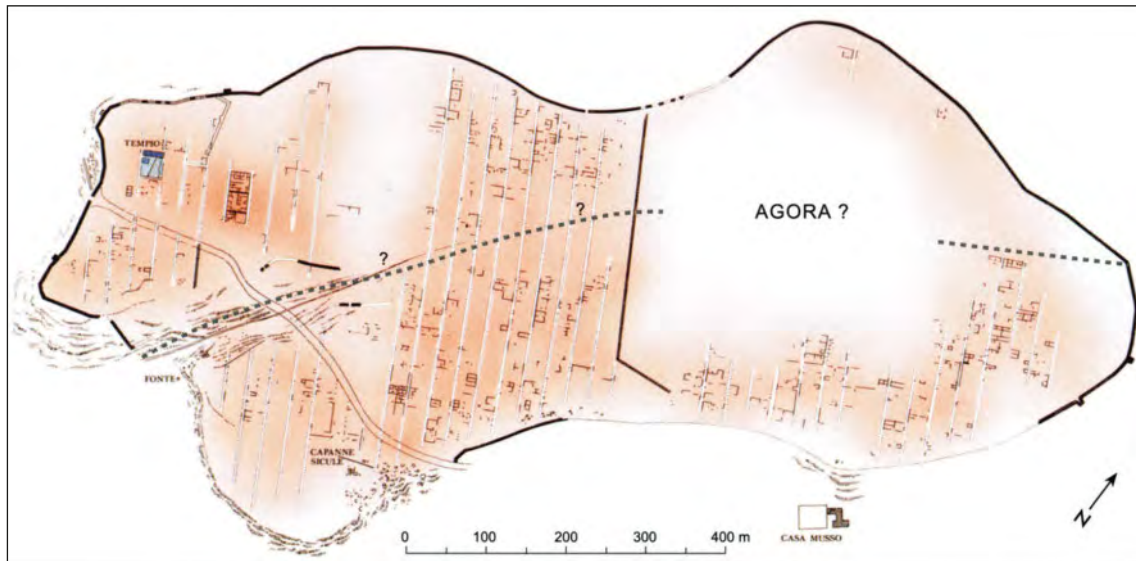 TEMPIO
?
AGORA ?
?
FONTE
CAPANNE
SICULE
0 100 200 300 400 m
N
CASA MUSSO